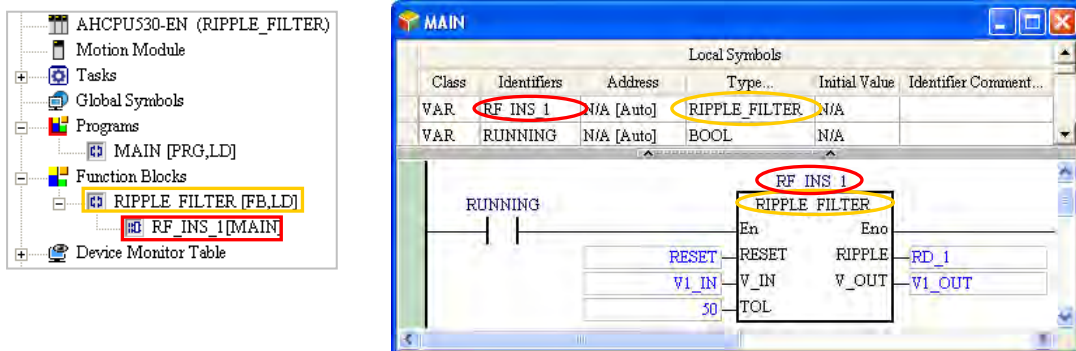 AHCPU530-EN (RIPPLE_FILTER)
Motion Module
Tasks
Global Symbols
Programs
MAIN [PRG,LD]
Function Blocks
RIPPLE_FILTER [FB,LD]
RF_INS_1[MAIN]
Device Monitor Table
MAIN
Local Symbols
Class Identifiers Address Type... Initial Value Identifier Comment...
VAR RF_INS_1 N/A [Auto] RIPPLE_FILTER N/A
VAR RUNNING N/A [Auto] BOOL N/A
RF_INS_1
RUNNING RIPPLE_FILTER
En Eno
RESET RESET RIPPLE RD_1
V1_IN V_IN V_OUT V1_OUT
50 TOL